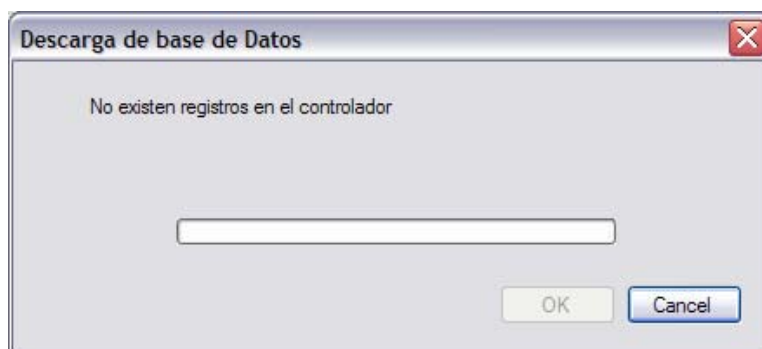 Descarga de base de Datos
No existen registros en el controlador
OK
Cancel